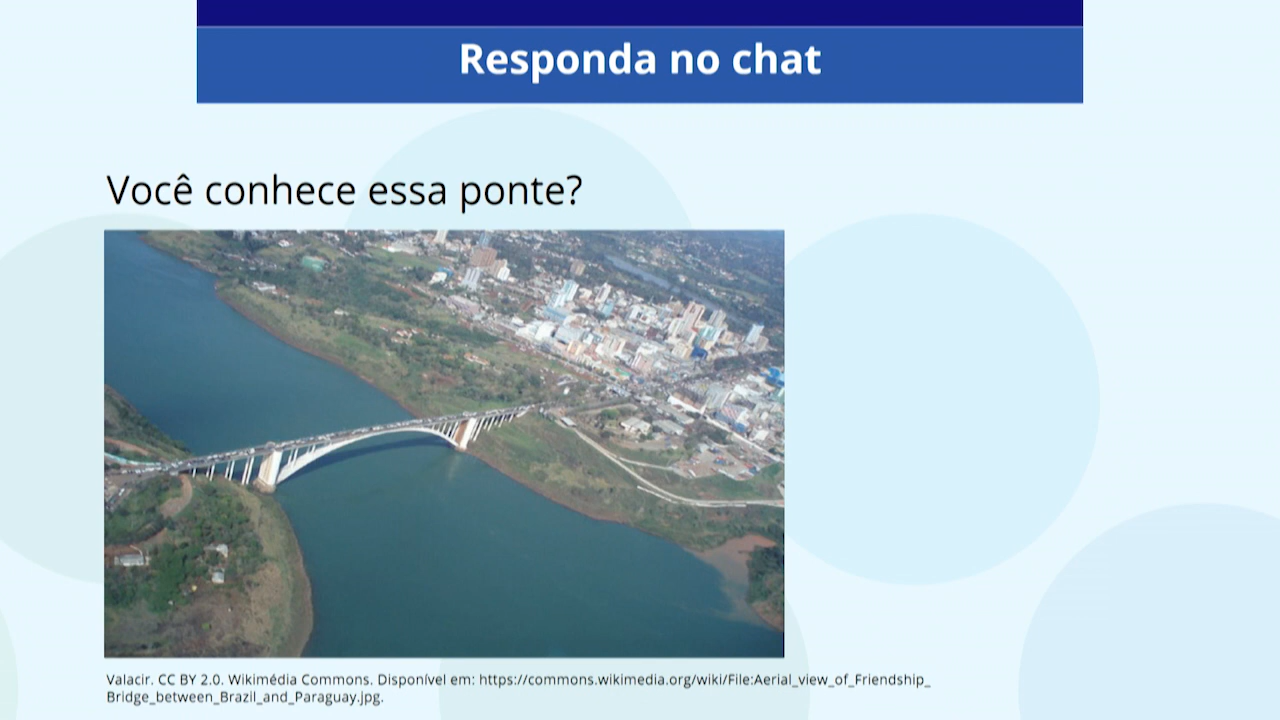 Responda no chat
Você conhece essa ponte?
Valacir. CC BY 2.0. Wikimédia Commons. Disponível em: https://commons.wikimedia.org/wiki/File:Aerial_view_of_Friendship_
Bridge_between_Brazil_and_Paraguay.jpg.